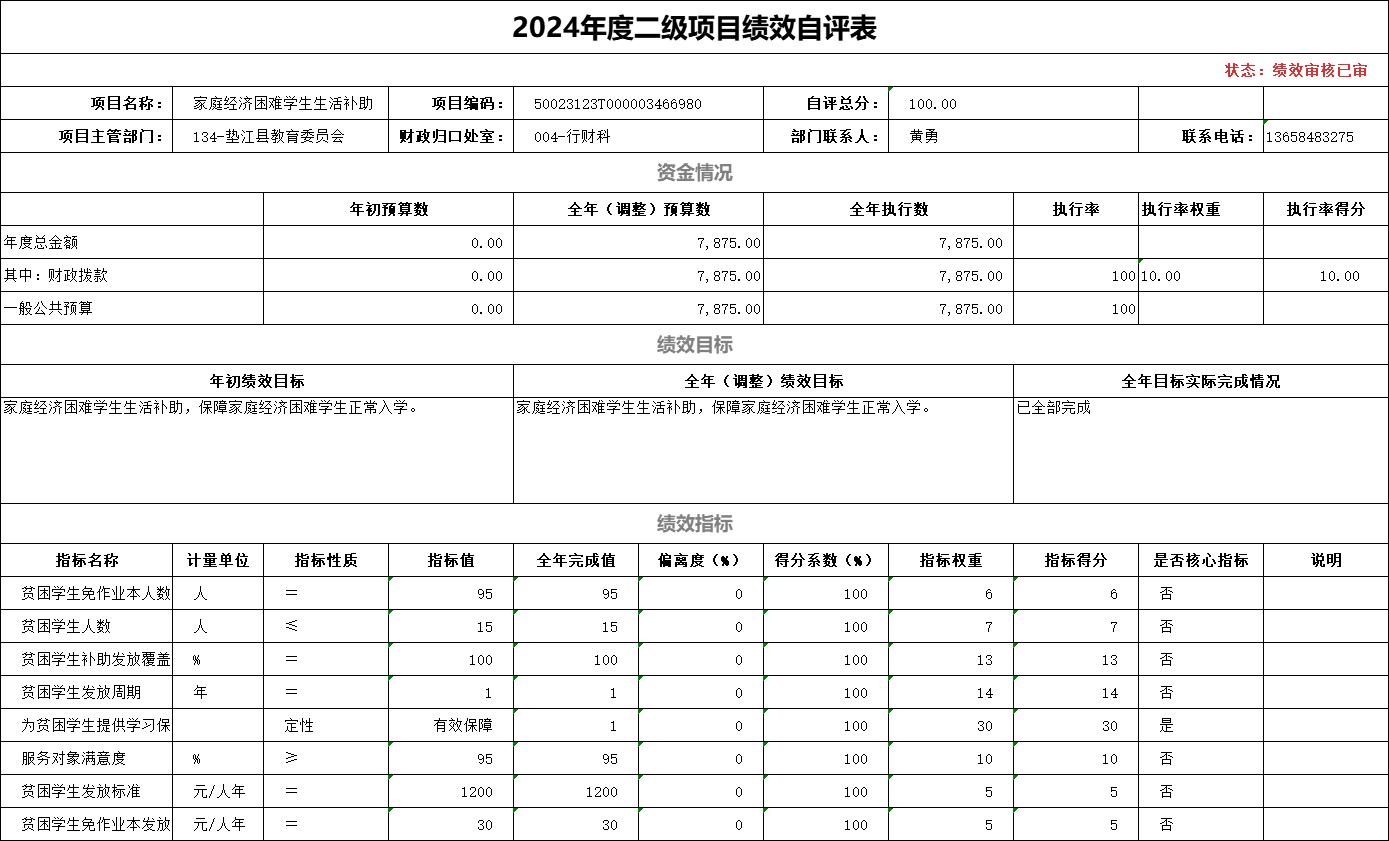 2024年度二级项目绩效自评表
状态：绩效审核已审
项目名称： 家庭经济困难学生生活补助 项目编码： 50023123T000003466980 自评总分： 100.00
项目主管部门： 134-垫江县教育委员会 财政归口处室： 004-行财科 部门联系人： 黄勇 联系电话： 13658483275
资金情况
年初预算数 全年（调整）预算数 全年执行数 执行率 执行率权重 执行率得分
年度总金额 0.00 7,875.00 7,875.00
其中：财政拨款 0.00 7,875.00 7,875.00 100 10.00 10.00
一般公共预算 0.00 7,875.00 7,875.00 100
绩效目标
年初绩效目标 全年（调整）绩效目标 全年目标实际完成情况
家庭经济困难学生生活补助，保障家庭经济困难学生正常入学。 家庭经济困难学生生活补助，保障家庭经济困难学生正常入学。 已全部完成
绩效指标
指标名称 计量单位 指标性质 指标值 全年完成值 偏离度（%） 得分系数（%） 指标权重 指标得分 是否核心指标 说明
贫困学生免作业本人数 人 ＝ 95 95 0 100 6 6 否
贫困学生人数 人 ≤ 15 15 0 100 7 7 否
贫困学生补助发放覆盖 % ＝ 100 100 0 100 13 13 否
贫困学生发放周期 年 ＝ 1 1 0 100 14 14 否
为贫困学生提供学习保 定性 有效保障 1 0 100 30 30 是
服务对象满意度 % ≥ 95 95 0 100 10 10 否
贫困学生发放标准 元/人年 ＝ 1200 1200 0 100 5 5 否
贫困学生免作业本发放 元/人年 ＝ 30 30 0 100 5 5 否